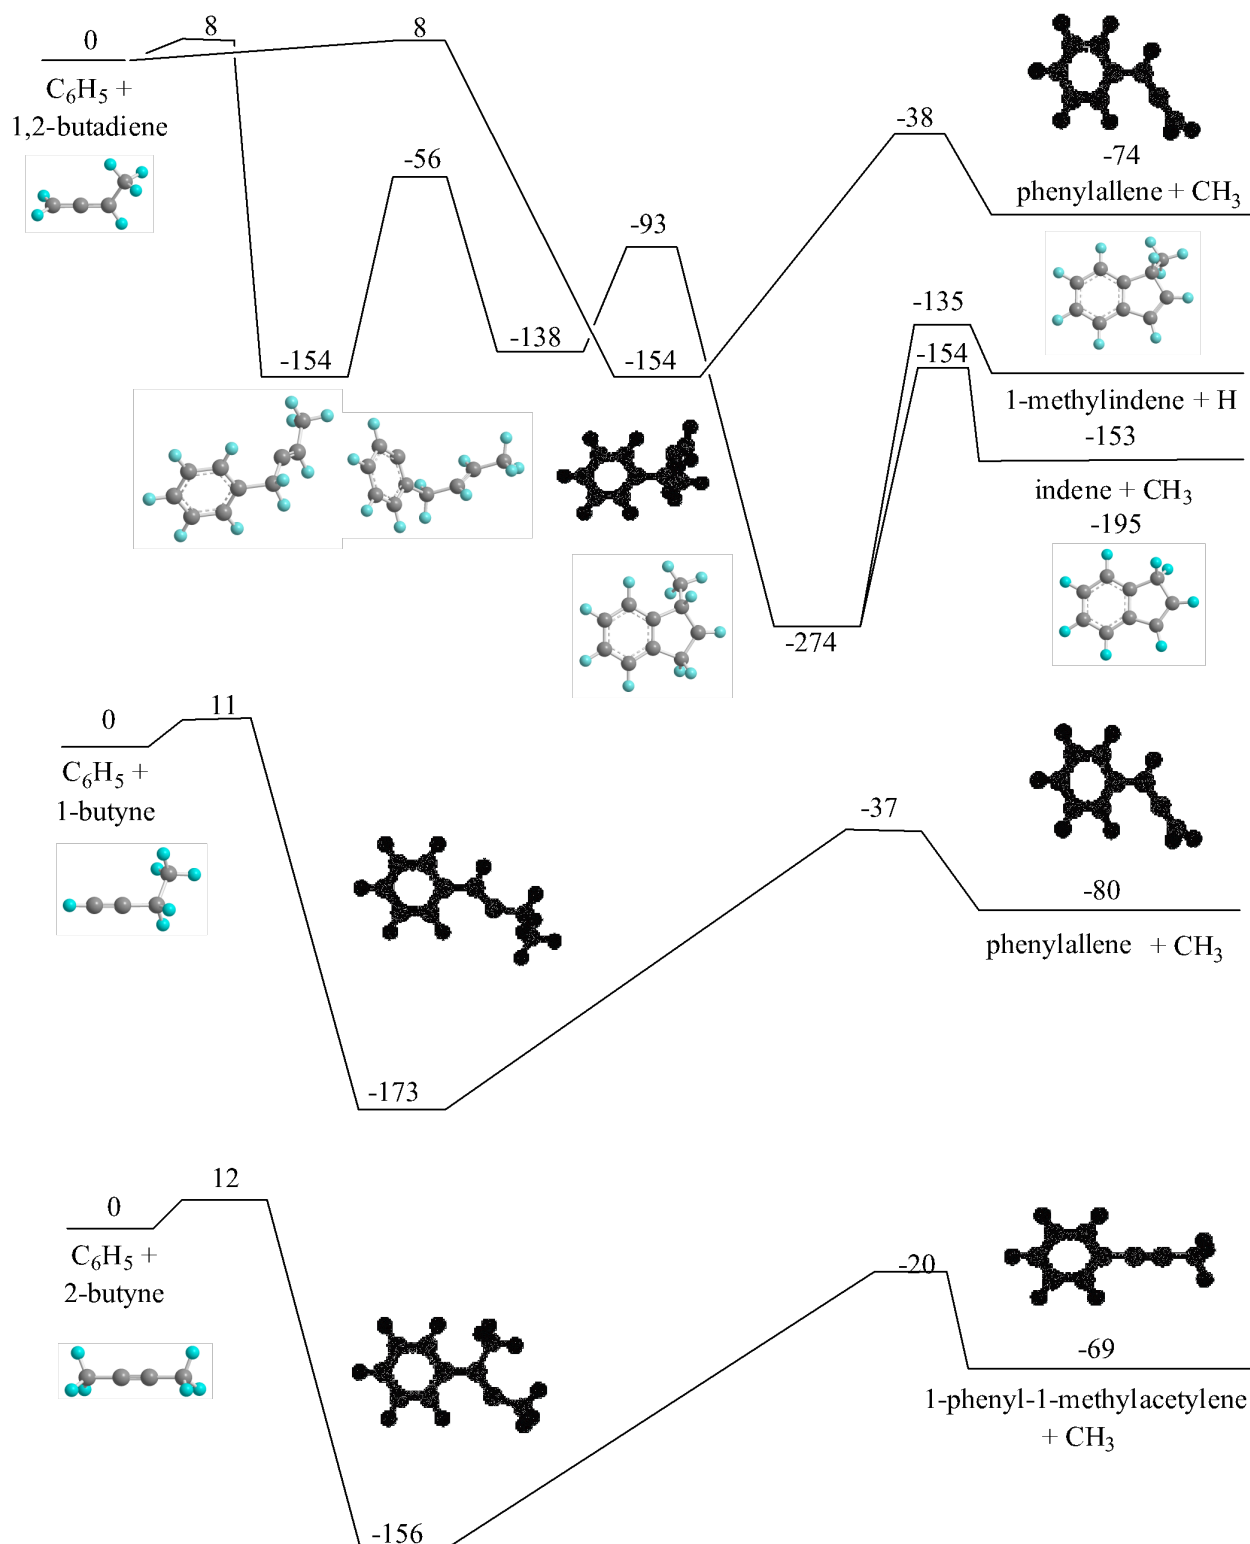 0
8
8
C6H5 +
1,2-butadiene
-56
-38
-74
phenylallene + CH3
-93
-135
-138
-154
-154
-154
1-methylindene + H
-153
indene + CH3
-195
-274
0
11
C6H5 +
1-butyne
-37
-80
phenylallene + CH3
-173
0
12
C6H5 +
2-butyne
-20
-69
1-phenyl-1-methylacetylene
+ CH3
-156